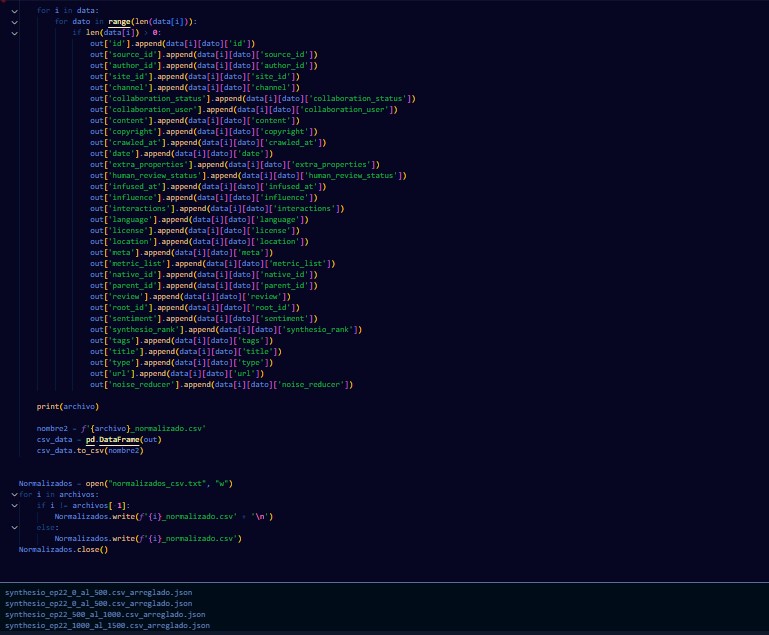 for i in data:
for dato in range(len(data[i])):
if len(data[i]) > 0:
out['id'].append(data[i][dato]['id'])
out['source_id'].append(data[i][dato]['source_id'])
out['author_id'].append(data[i][dato]['author_id'])
out['site_id'].append(data[i][dato]['site_id'])
out['channel'].append(data[i][dato]['channel'])
out['collaboration_status'].append(data[i][dato]['collaboration_status'])
out['collaboration_user'].append(data[i][dato]['collaboration_user'])
out['content'].append(data[i][dato]['content'])
out['copyright'].append(data[i][dato]['copyright'])
out['crawled_at'].append(data[i][dato]['crawled_at'])
out['date'].append(data[i][dato]['date'])
out['extra_properties'].append(data[i][dato]['extra_properties'])
out['human_review_status'].append(data[i][dato]['human_review_status'])
out['infused_at'].append(data[i][dato]['infused_at'])
out['influence'].append(data[i][dato]['influence'])
out['interactions'].append(data[i][dato]['interactions'])
out['language'].append(data[i][dato]['language'])
out['license'].append(data[i][dato]['license'])
out['location'].append(data[i][dato]['location'])
out['meta'].append(data[i][dato]['meta'])
out['metric_list'].append(data[i][dato]['metric_list'])
out['native_id'].append(data[i][dato]['native_id'])
out['parent_id'].append(data[i][dato]['parent_id'])
out['review'].append(data[i][dato]['review'])
out['root_id'].append(data[i][dato]['root_id'])
out['sentiment'].append(data[i][dato]['sentiment'])
out['synthesio_rank'].append(data[i][dato]['synthesio_rank'])
out['tags'].append(data[i][dato]['tags'])
out['title'].append(data[i][dato]['title'])
out['type'].append(data[i][dato]['type'])
out['url'].append(data[i][dato]['url'])
out['noise_reducer'].append(data[i][dato]['noise_reducer'])
print(archivo)
nombre2 = f'{archivo}_normalizado.csv'
csv_data = pd.DataFrame(out)
csv_data.to_csv(nombre2)
Normalizados = open("normalizados_csv.txt", "w")
for i in archivos:
if i != archivos[-1]:
Normalizados.write(f'{i}_normalizado.csv' + '\n')
else:
Normalizados.write(f'{i}_normalizado.csv')
Normalizados.close()
synthesio_ep22_0_al_500.csv_arreglado.json
synthesio_ep22_0_al_500.csv_arreglado.json
synthesio_ep22_500_al_1000.csv_arreglado.json
synthesio_ep22_1000_al_1500.csv_arreglado.json